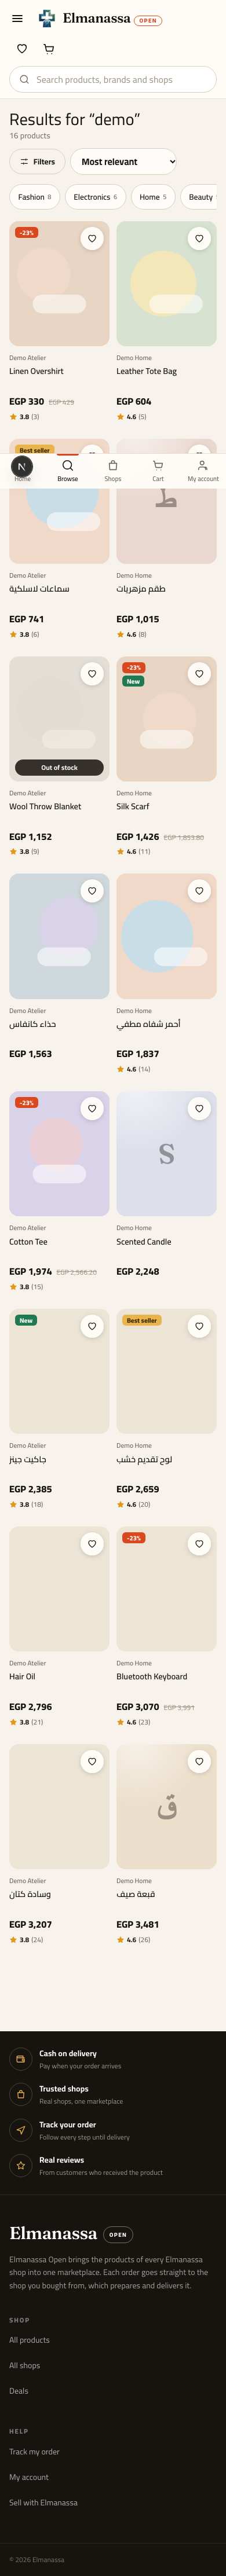 Elmanassa OPEN
Search products, brands and shops
Results for “demo”
16 products
Filters
Most relevant
Fashion 8
Electronics 6
Home 5
Beauty
-23%
Demo Atelier
Linen Overshirt
EGP 330 EGP 429
3.8 (3)
Demo Home
Leather Tote Bag
EGP 604
4.6 (5)
Best seller
ط
N
Home
Browse
Shops
Cart
My account
Demo Atelier
سماعات لاسلكية
EGP 741
3.8 (6)
Demo Home
طقم مزهريات
EGP 1,015
4.6 (8)
Out of stock
Demo Atelier
Wool Throw Blanket
EGP 1,152
3.8 (9)
-23%
New
Demo Home
Silk Scarf
EGP 1,426 EGP 1,853.80
4.6 (11)
Demo Atelier
حذاء كانفاس
EGP 1,563
Demo Home
أحمر شفاه مطفي
EGP 1,837
4.6 (14)
-23%
Demo Atelier
Cotton Tee
EGP 1,974 EGP 2,566.20
3.8 (15)
S
Demo Home
Scented Candle
EGP 2,248
New
Demo Atelier
جاكيت جينز
EGP 2,385
3.8 (18)
Best seller
Demo Home
لوح تقديم خشب
EGP 2,659
4.6 (20)
Demo Atelier
Hair Oil
EGP 2,796
3.8 (21)
-23%
Demo Home
Bluetooth Keyboard
EGP 3,070 EGP 3,991
4.6 (23)
Demo Atelier
وسادة كتان
EGP 3,207
3.8 (24)
ق
Demo Home
قبعة صيف
EGP 3,481
4.6 (26)
Cash on delivery
Pay when your order arrives
Trusted shops
Real shops, one marketplace
Track your order
Follow every step until delivery
Real reviews
From customers who received the product
Elmanassa OPEN
Elmanassa Open brings the products of every Elmanassa
shop into one marketplace. Each order goes straight to the
shop you bought from, which prepares and delivers it.
SHOP
All products
All shops
Deals
HELP
Track my order
My account
Sell with Elmanassa
© 2026 Elmanassa